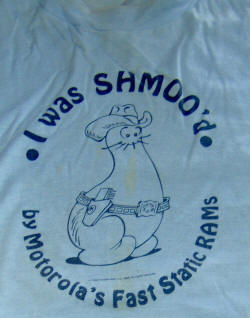 • I was SHMOO'd •
by Motorola's Fast Static RAMs